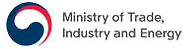 Ministry of Trade,
Industry and Energy